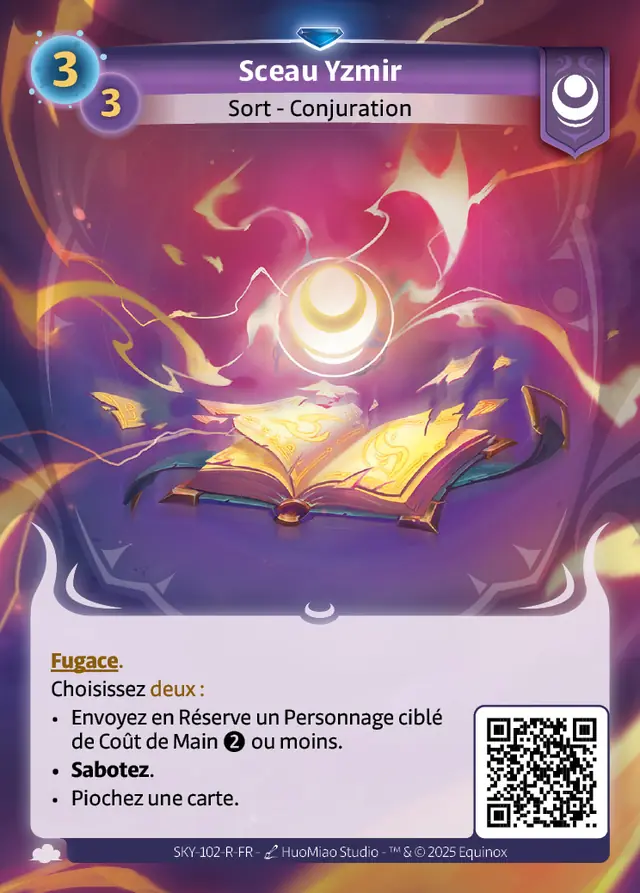 3
Sceau Yzmir
3
Sort - Conjuration
Fugace.
Choisissez deux :
• Envoyez en Réserve un Personnage ciblé
de Coût de Main 2 ou moins.
• Sabotez.
• Piochez une carte.
SKY-102-R-FR - HuoMiao Studio - ™ & © 2025 Equinox